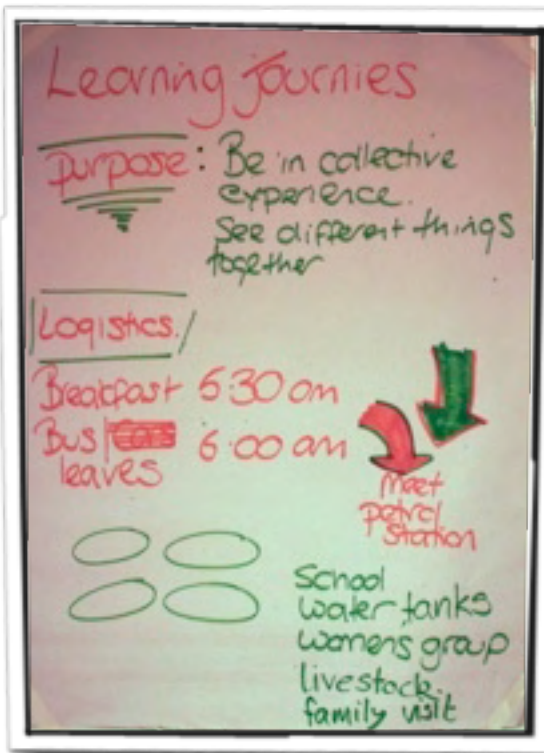 Learning Journies
Purpose: Be in collective
experience.
See different things
together
Logistics.
Breakfast 5:30 am
Bus
leaves 6:00 am
Meet
petrol
station
School
water tanks
womens group
livestock.
family visit